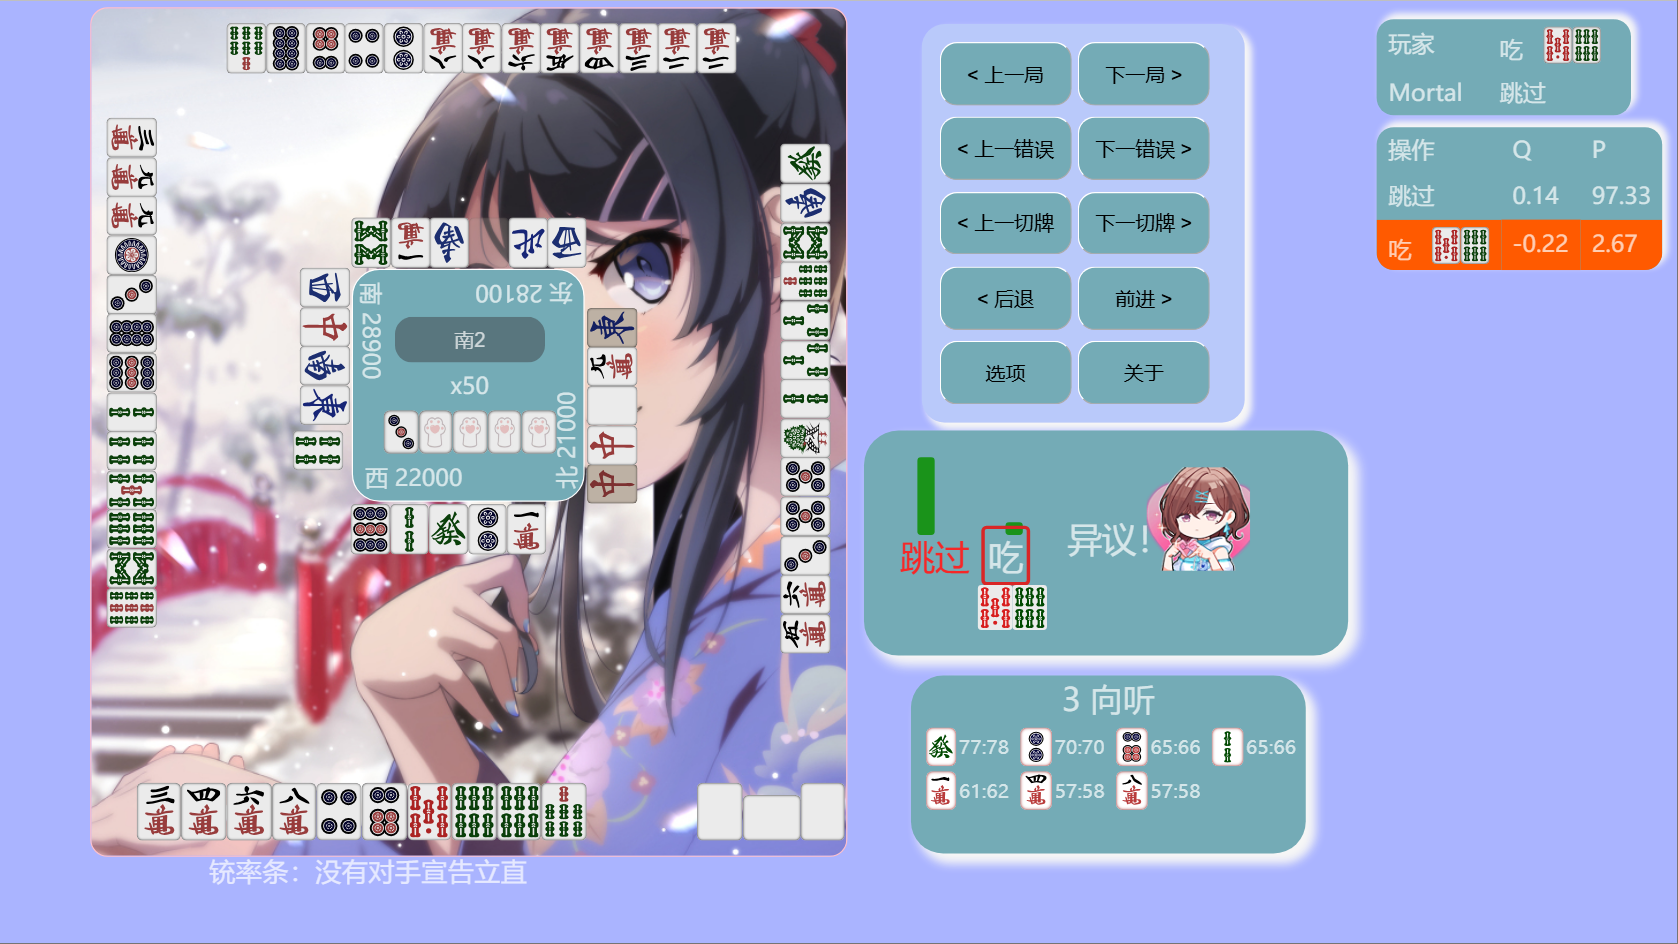 < 上一局
下一局 >
< 上一错误
下一错误 >
< 上一切牌
下一切牌 >
< 后退
前进 >
选项
关于
玩家 吃
Mortal 跳过
操作 Q P
跳过 0.14 97.33
吃 -0.22 2.67
东 28100
南 28900
南2
x50
北 21000
西 22000
跳过
吃
异议!
3 向听
77:78 70:70 65:66 65:66
61:62 57:58 57:58
铳率条：没有对手宣告立直